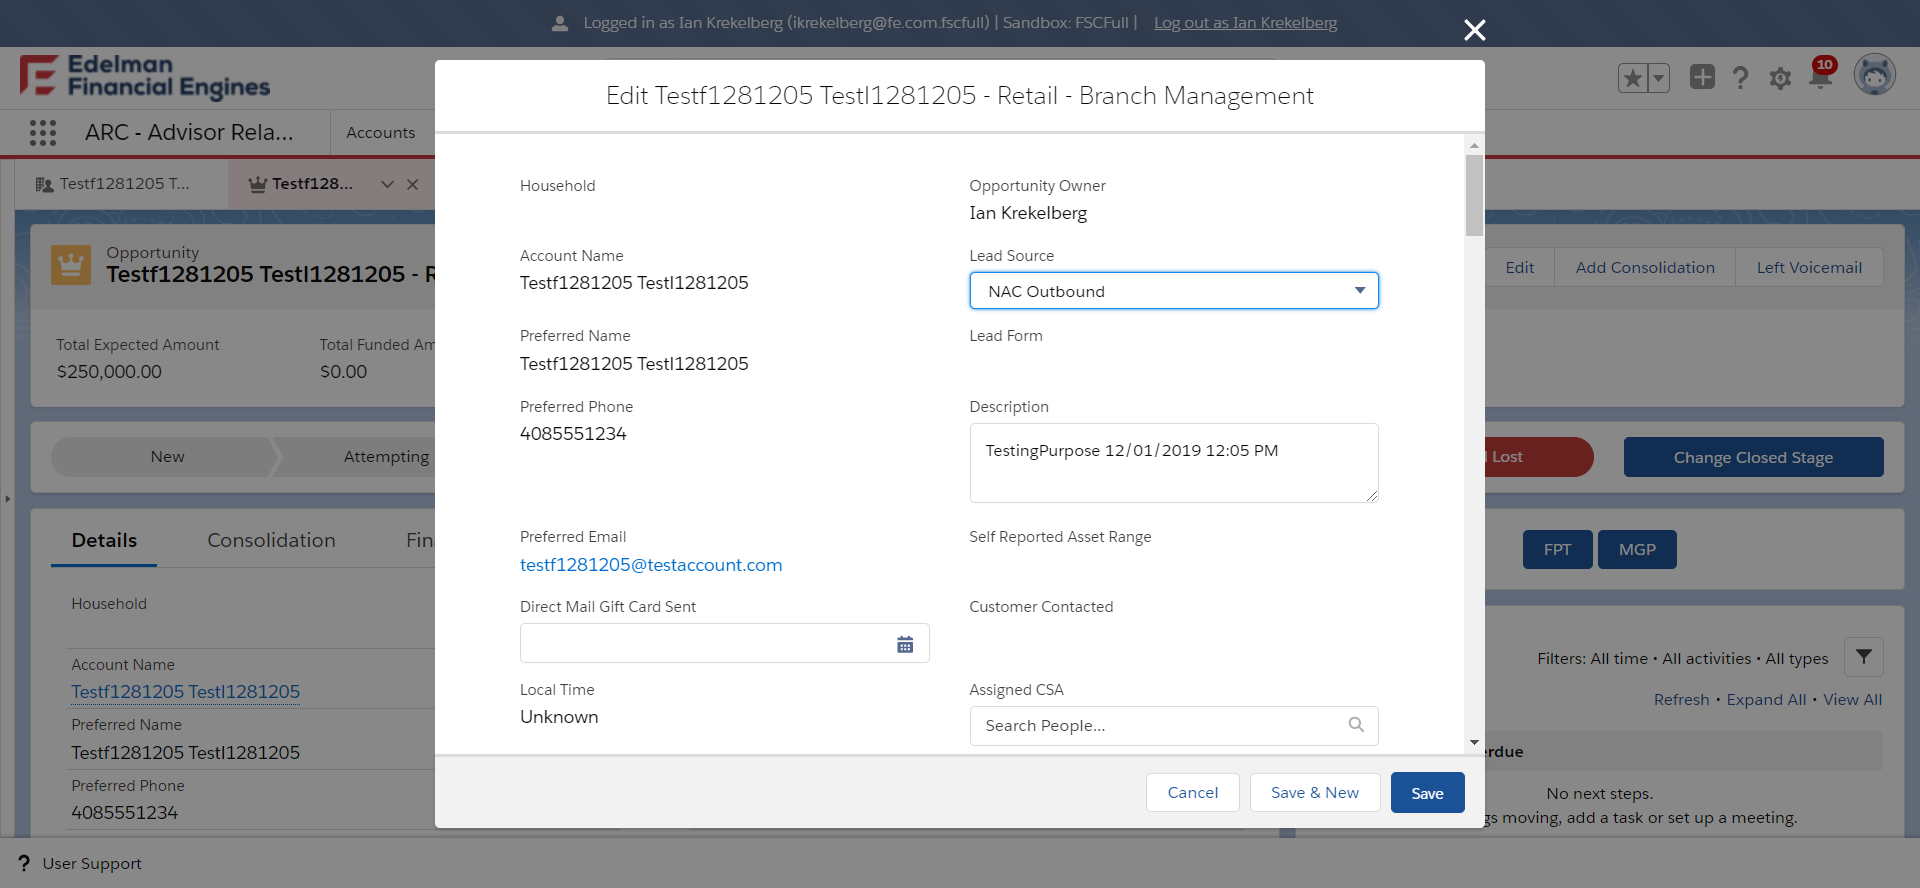 Logged in as Ian Krekelberg (ikrekelberg@fe.com.fscfull) | Sandbox: FSCFull | Log out as Ian Krekelberg
Edelman
Financial Engines
10
ARC - Advisor Rela...
Accounts
Testf1281205 T...
Testf128...
Opportunity
Testf1281205 Testl1281205 - R
Edit
Add Consolidation
Left Voicemail
Total Expected Amount
Total Funded Am
$250,000.00
$0.00
New
Attempting
Lost
Change Closed Stage
Details
Consolidation
Fin
FPT
MGP
Household
Account Name
Testf1281205 Testl1281205
Preferred Name
Testf1281205 Testl1281205
Preferred Phone
4085551234
Filters: All time • All activities • All types
Refresh • Expand All • View All
erdue
No next steps.
gs moving, add a task or set up a meeting.
Edit Testf1281205 Testl1281205 - Retail - Branch Management
Household
Opportunity Owner
Ian Krekelberg
Account Name
Testf1281205 Testl1281205
Lead Source
NAC Outbound
Preferred Name
Testf1281205 Testl1281205
Lead Form
Preferred Phone
4085551234
Description
TestingPurpose 12/01/2019 12:05 PM
Preferred Email
testf1281205@testaccount.com
Self Reported Asset Range
Direct Mail Gift Card Sent
Customer Contacted
Local Time
Unknown
Assigned CSA
Search People...
Cancel
Save & New
Save
? User Support